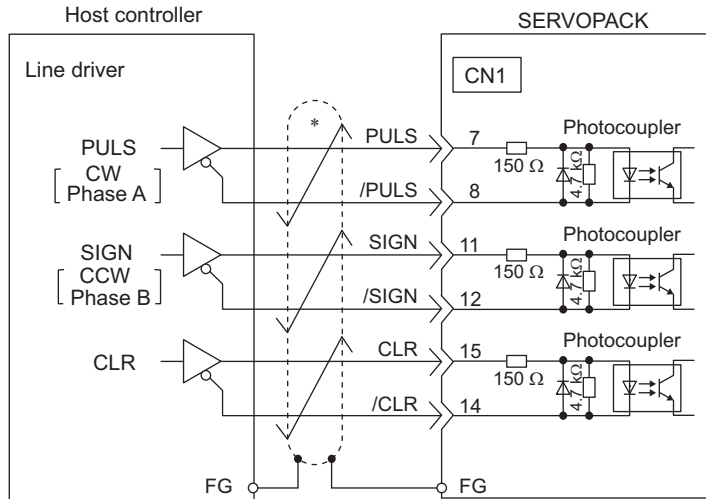 Host controller
SERVOPACK
Line driver
CN1
*
PULS
CW
Phase A
PULS
7
150 Ω
4.7 kΩ
Photocoupler
/PULS
8
SIGN
CCW
Phase B
SIGN
11
150 Ω
4.7 kΩ
Photocoupler
/SIGN
12
CLR
CLR
15
150 Ω
4.7 kΩ
Photocoupler
/CLR
14
FG
FG